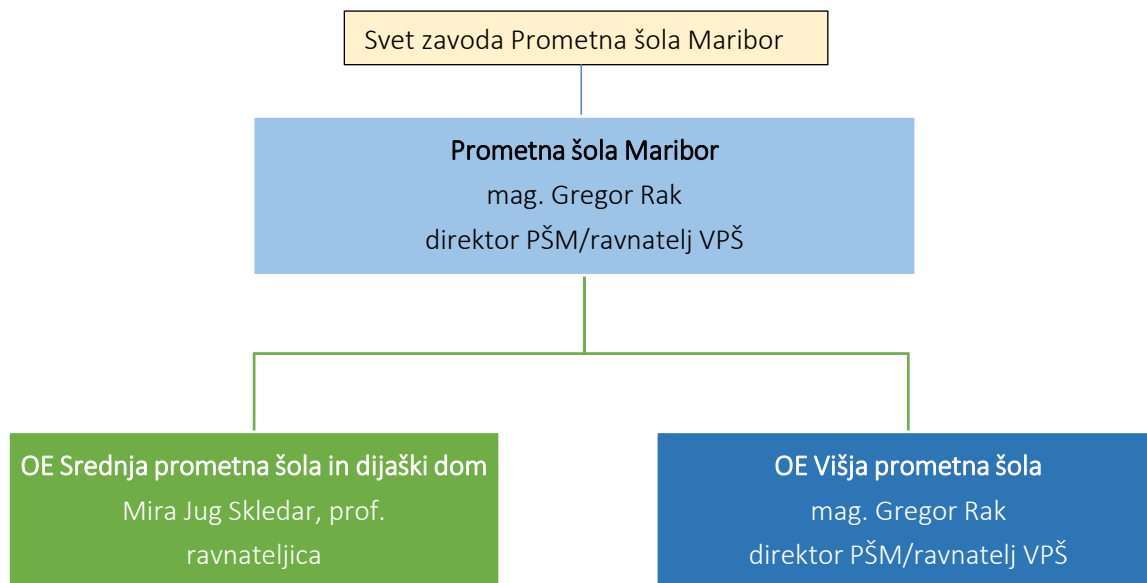 Svet zavoda Prometna šola Maribor
Prometna šola Maribor
mag. Gregor Rak
direktor PŠM/ravnatelj VPŠ
OE Srednja prometna šola in dijaški dom
Mira Jug Skledar, prof.
ravnateljica
OE Višja prometna šola
mag. Gregor Rak
direktor PŠM/ravnatelj VPŠ